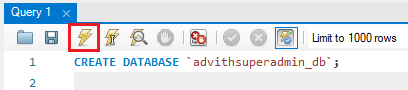 Query 1
Limit to 1000 rows
1 CREATE DATABASE `advithsuperadmin_db`;
2